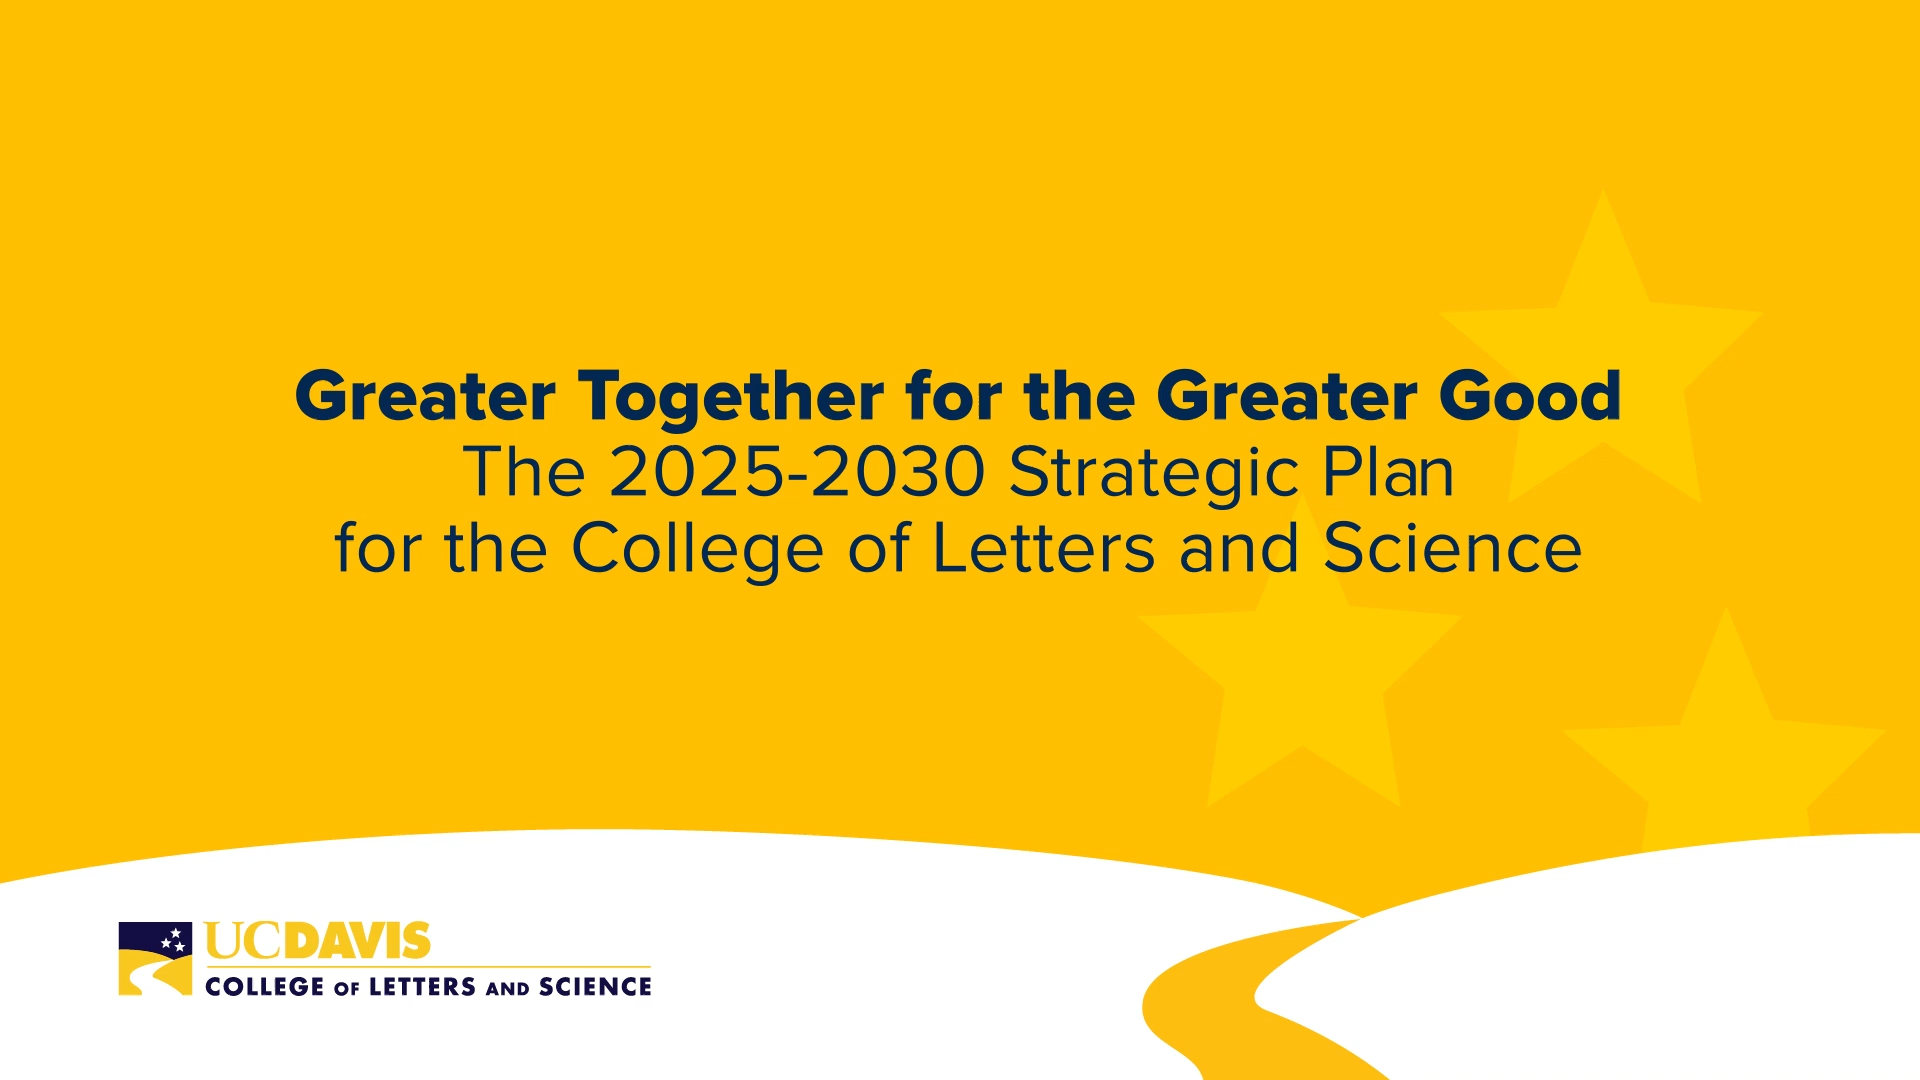 Greater Together for the Greater Good
The 2025-2030 Strategic Plan
for the College of Letters and Science
UCDAVIS
COLLEGE OF LETTERS AND SCIENCE